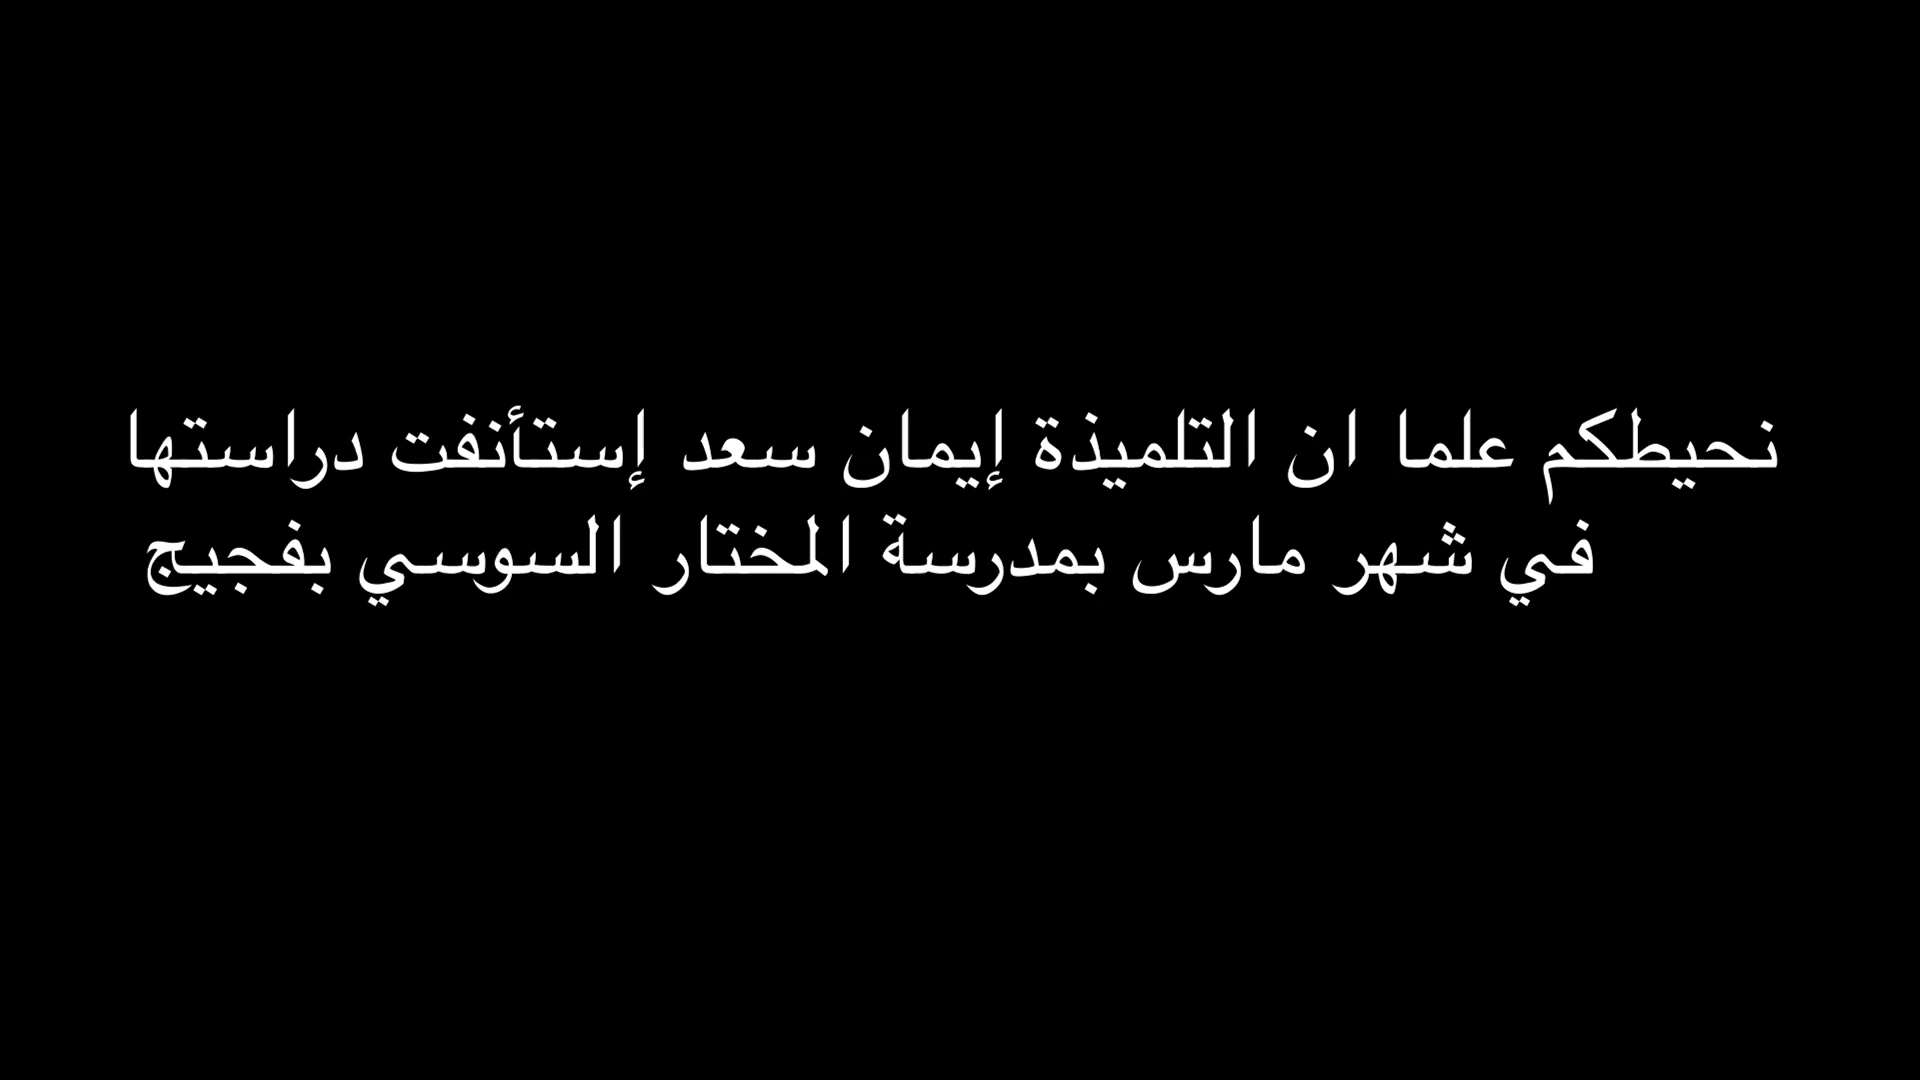 نحيطكم علما ان التلميذة إيمان سعد إستأنفت دراستها
في شهر مارس بمدرسة المختار السوسي بفجيج